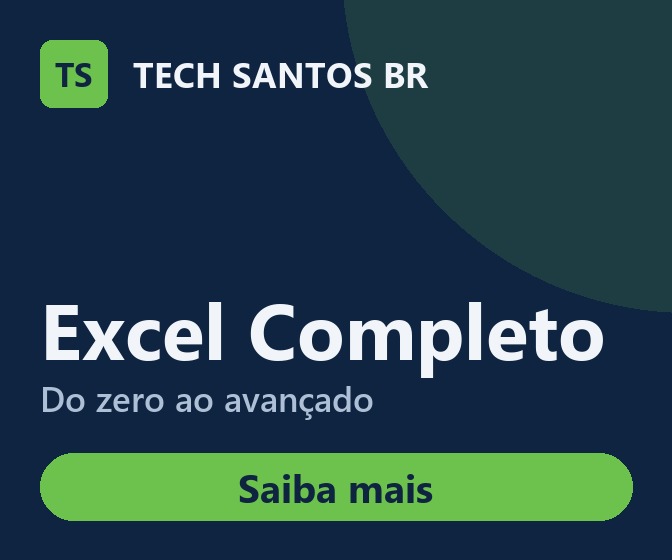 TS
TECH SANTOS BR
Excel Completo
Do zero ao avançado
Saiba mais